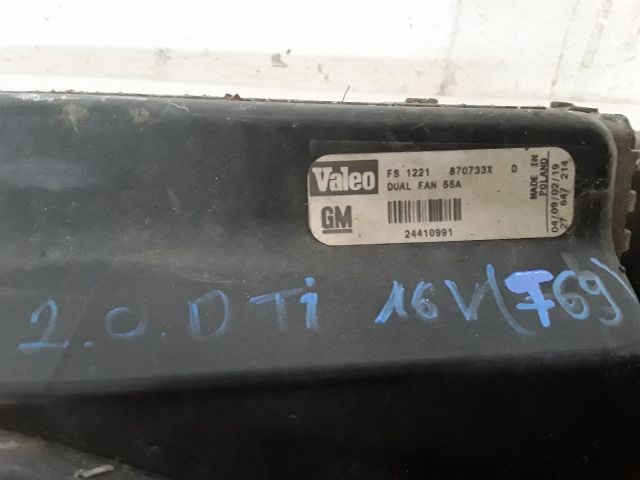 Valeo FS 1221 870733X D
DUAL FAN 55A
GM
24410991
MADE IN
POLAND
04/09/02/19
27 647 214
2.0.DTi 16V(769)